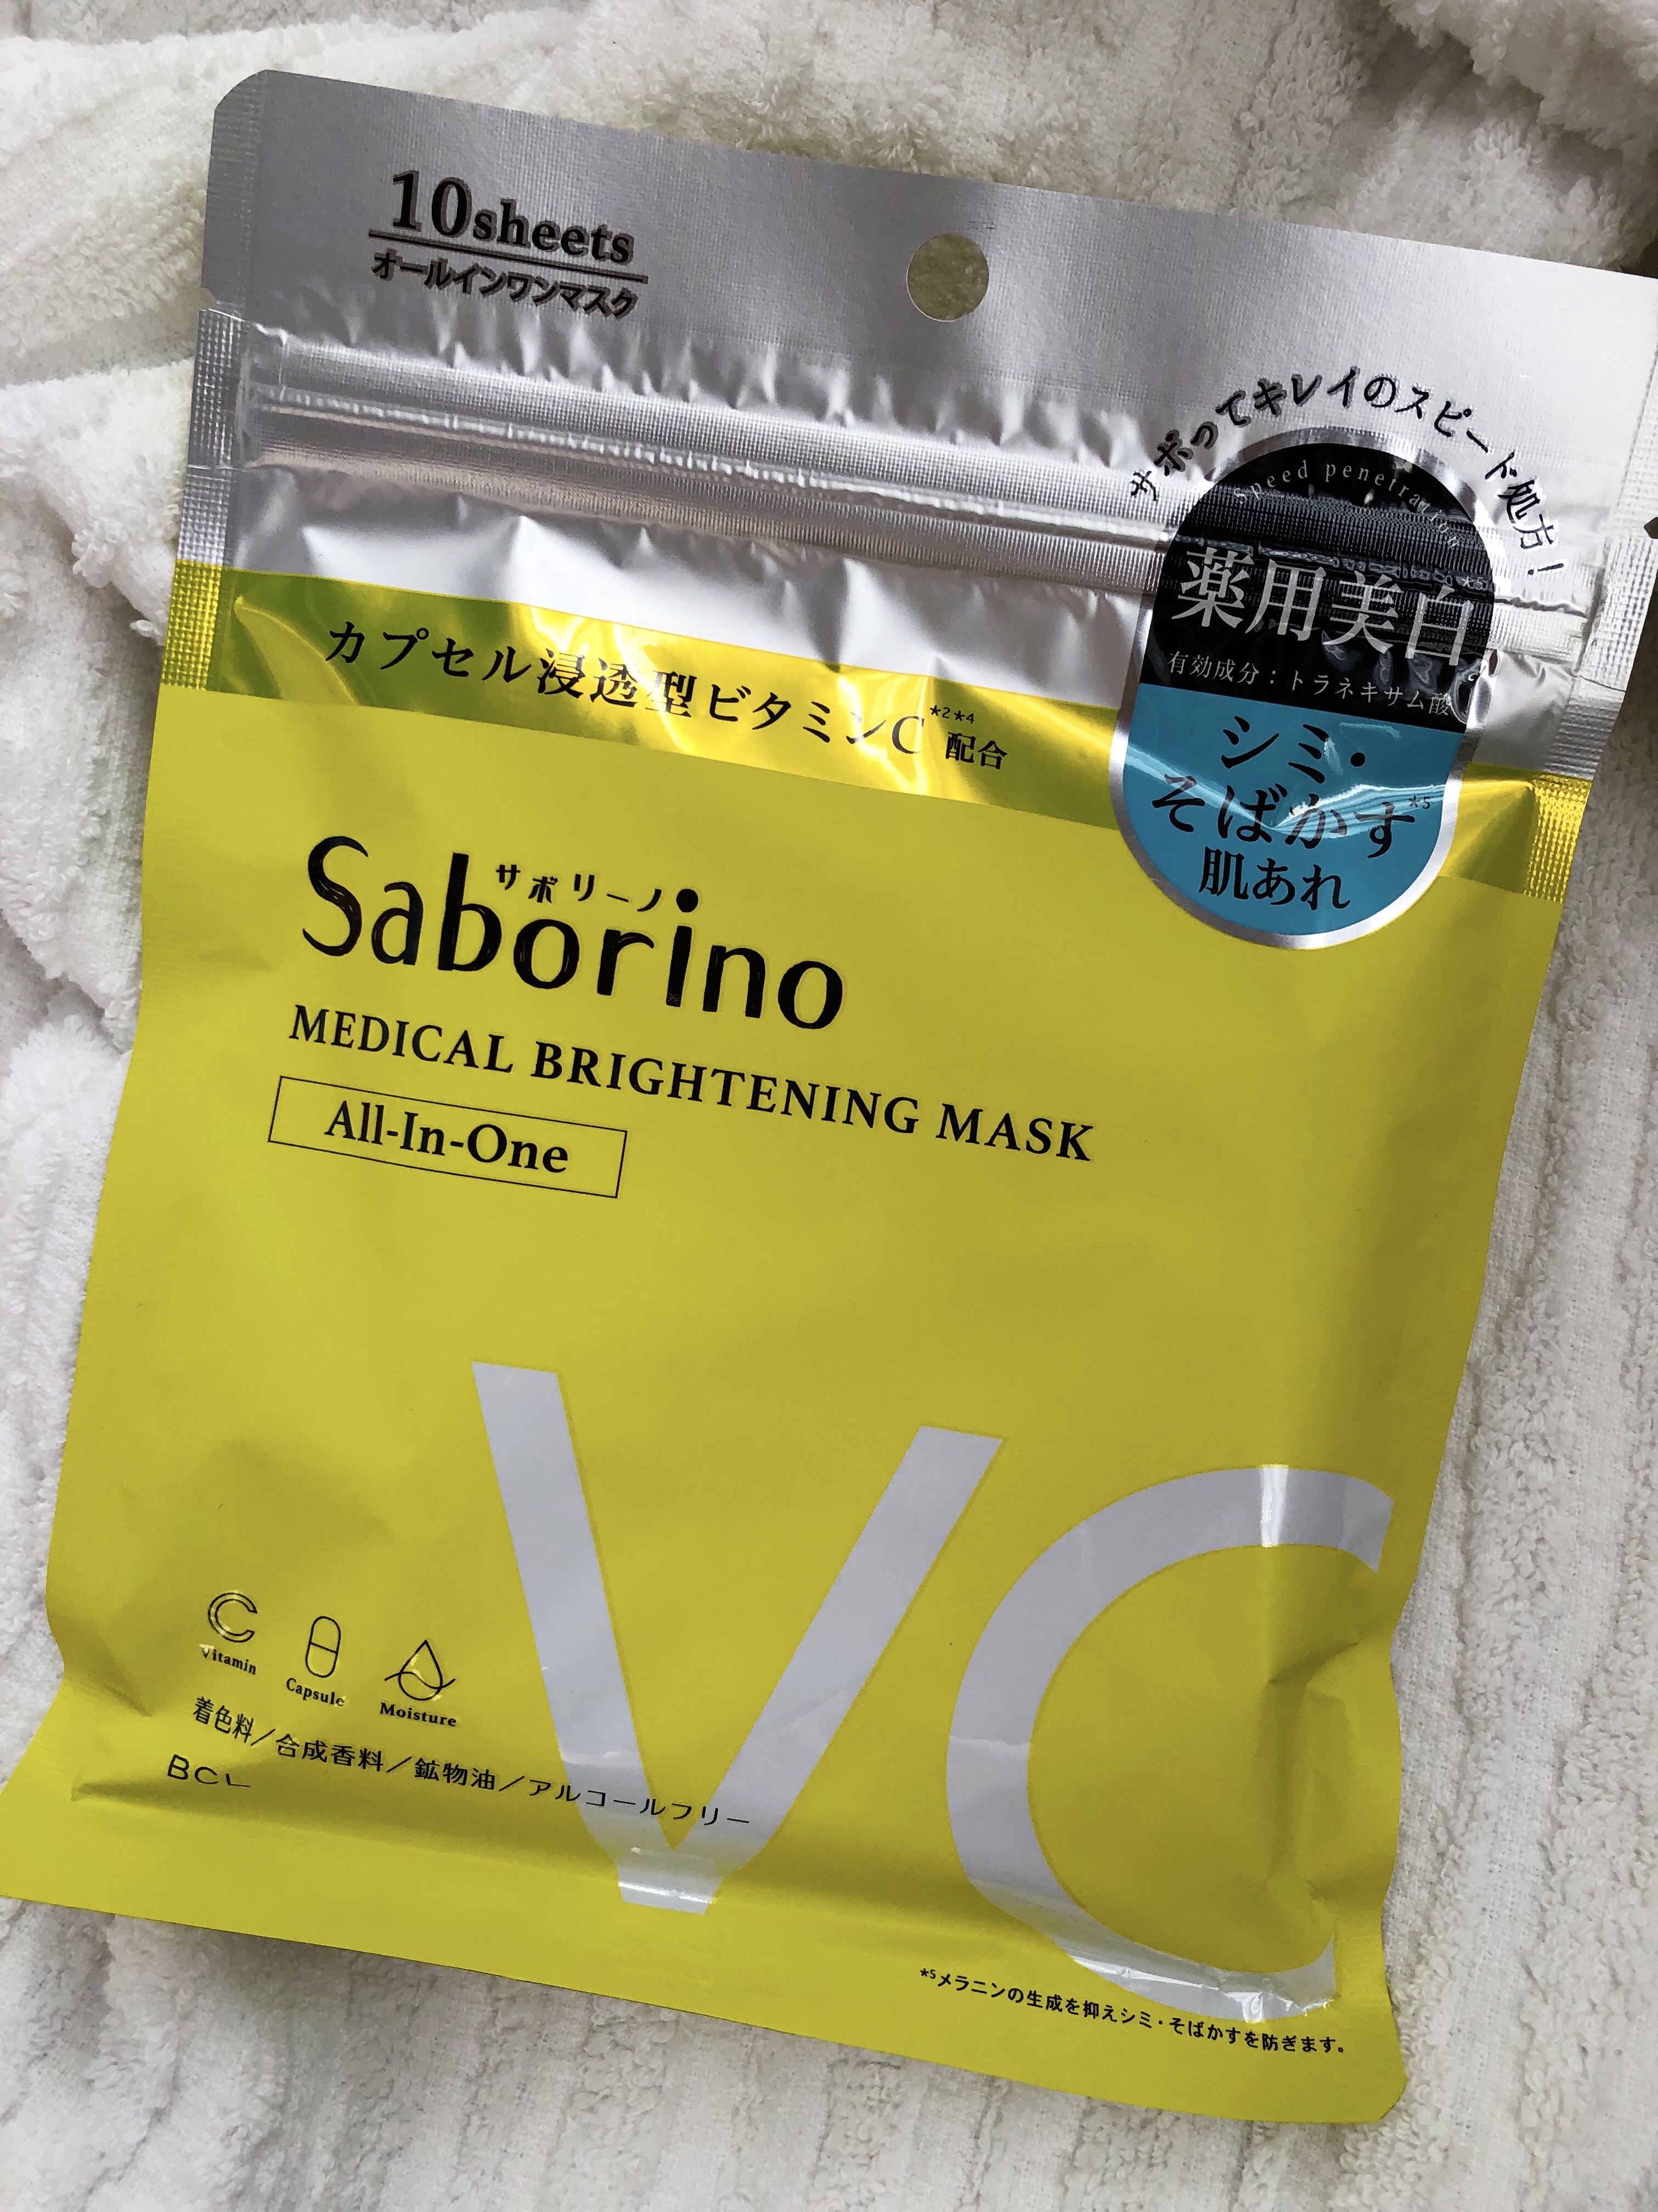 10sheets
オールインワンマスク
サボってキレイのスピード処方!
Speed penetration
薬用美白*5
有効成分:トラネキサム酸
シミ・
そばかす*5
肌あれ
カプセル浸透型ビタミンC*2*4配合
サボリーノ
Saborino
MEDICAL BRIGHTENING MASK
All-In-One
VC
C
Vitamin
Capsule
Moisture
着色料/合成香料/鉱物油/アルコールフリー
BCL
*5メラニンの生成を抑えシミ・そばかすを防ぎます。